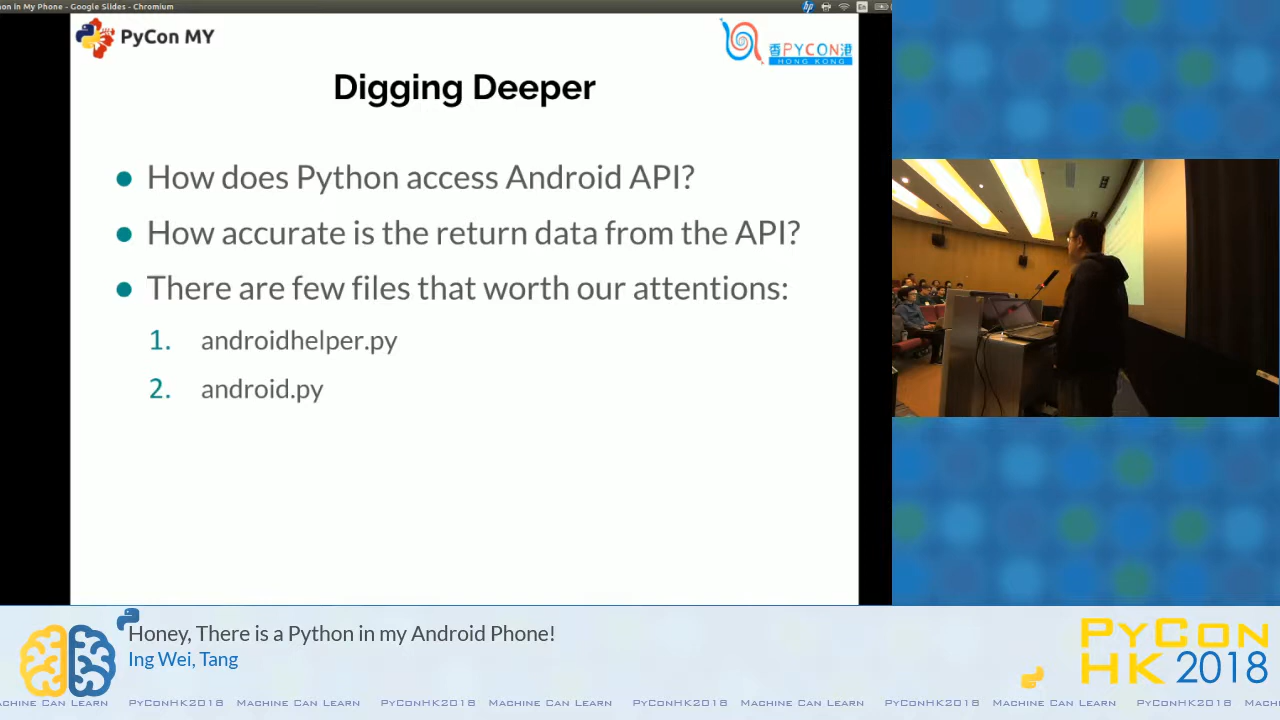 on In My Phone - Google Slides - Chromium
hp
En
PyCon MY
香PYCON港
HONG KONG
Digging Deeper
How does Python access Android API?
How accurate is the return data from the API?
There are few files that worth our attentions:
1. androidhelper.py
2. android.py
Honey, There is a Python in my Android Phone!
Ing Wei, Tang
PYCON
HK 2018
achine Can Learn PyConHK2018 Machine Can Learn PyConHK2018 Machine Can Learn PyConHK2018 Machine Can Learn PyConHK2018 Machine Can Learn PyConHK2018 Mach